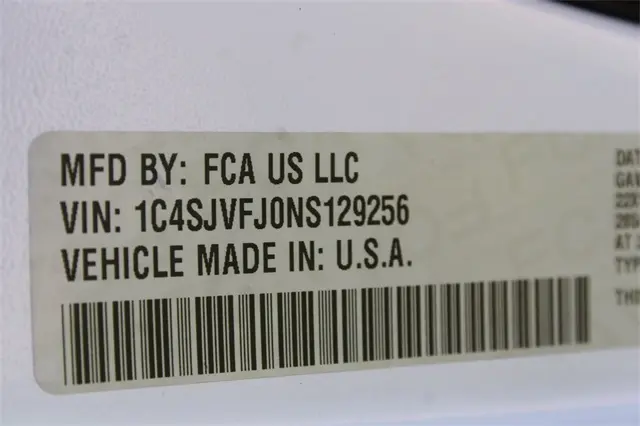 MFD BY: FCA US LLC
VIN: 1C4SJVFJ0NS129256
VEHICLE MADE IN: U.S.A.